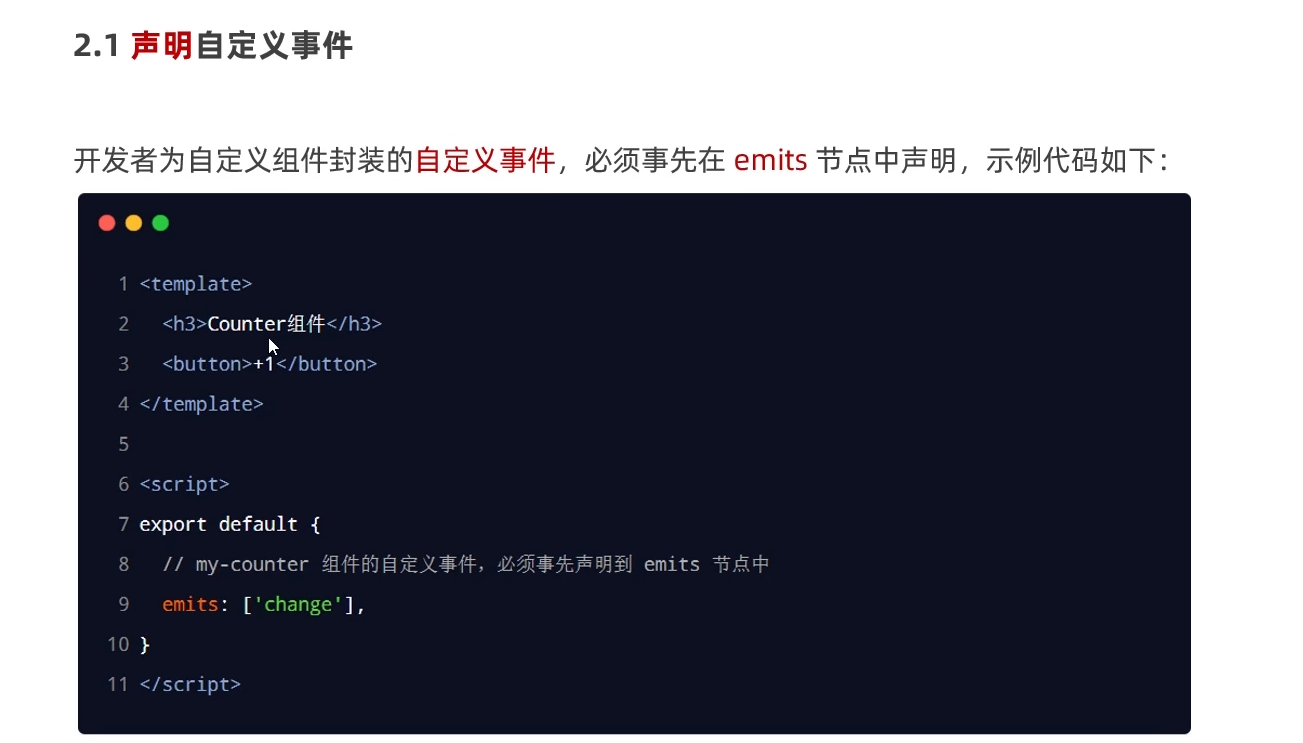 2.1 声明自定义事件
开发者为自定义组件封装的自定义事件，必须事先在 emits 节点中声明，示例代码如下：
1 <template>
2   <h3>Counter组件</h3>
3   <button>+1</button>
4 </template>
5
6 <script>
7 export default {
8   // my-counter 组件的自定义事件，必须事先声明到 emits 节点中
9   emits: ['change'],
10 }
11 </script>